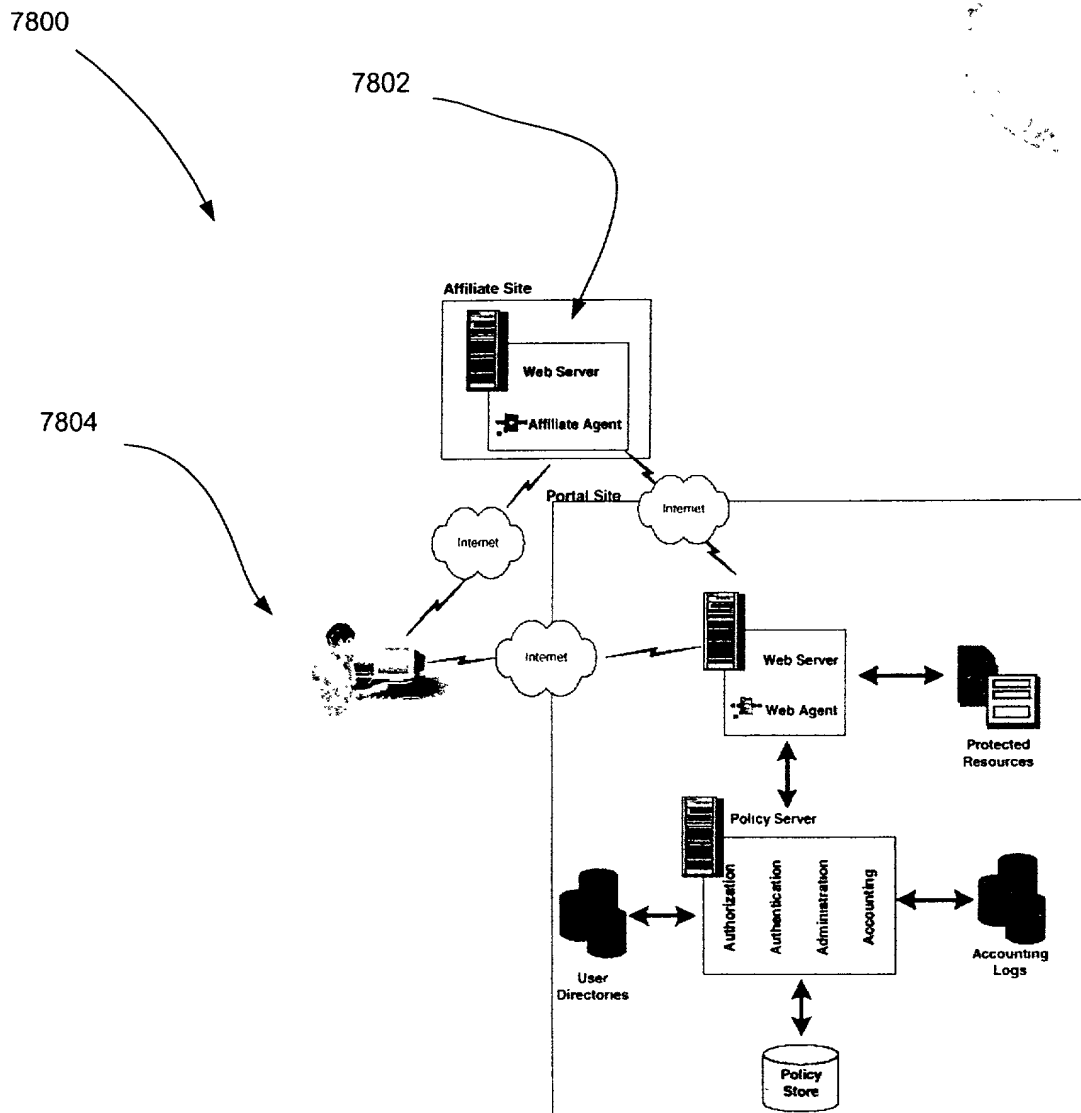 7800
7802
Affiliate Site
Web Server
Affiliate Agent
7804
Portal Site
Internet
Internet
Internet
Web Server
Web Agent
Protected
Resources
Policy Server
Authorization
Authentication
Administration
Accounting
User
Directories
Accounting
Logs
Policy
Store